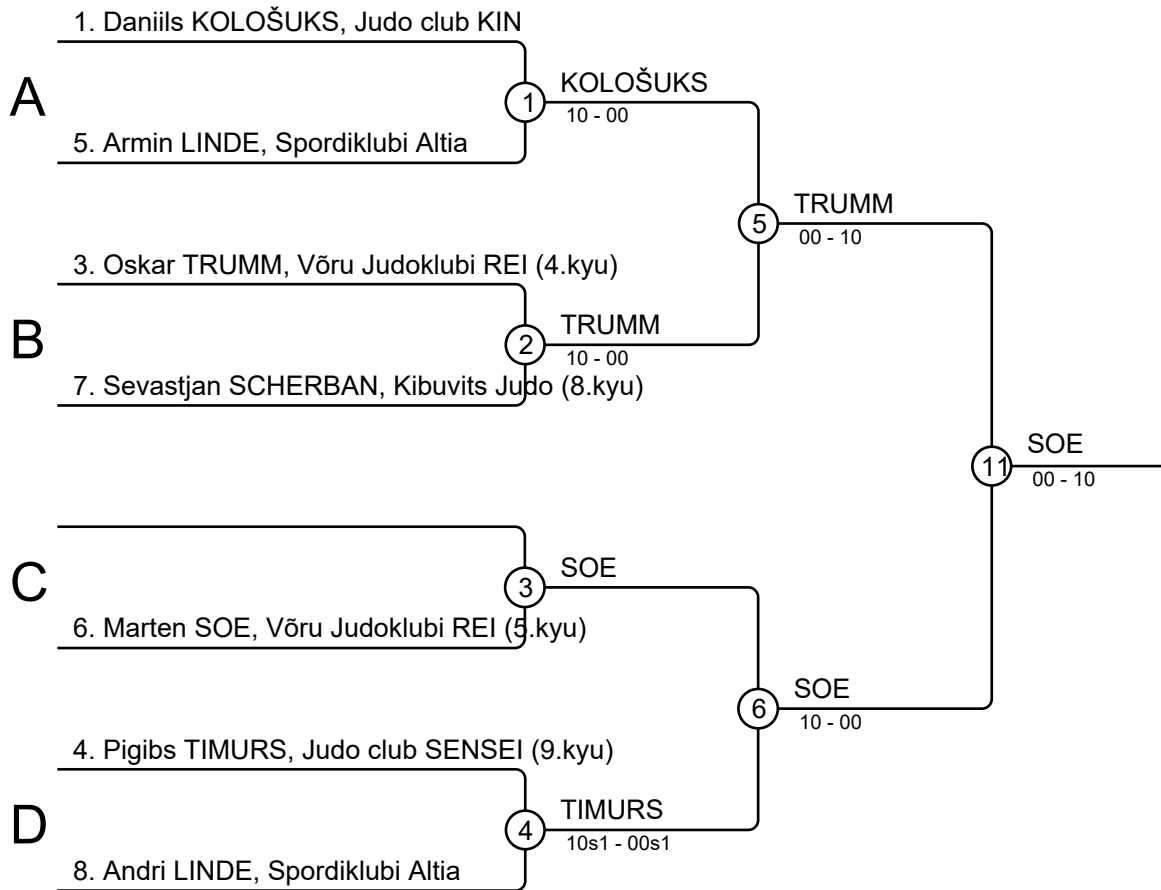 1. Daniils KOLOŠUKS, Judo club KIN
A
1
KOLOŠUKS
10 - 00
5. Armin LINDE, Spordiklubi Altia
5
TRUMM
00 - 10
3. Oskar TRUMM, Võru Judoklubi REI (4.kyu)
B
2
TRUMM
10 - 00
7. Sevastjan SCHERBAN, Kibuvits Judo (8.kyu)
11
SOE
00 - 10
C
3
SOE
6. Marten SOE, Võru Judoklubi REI (5.kyu)
6
SOE
10 - 00
4. Pigibs TIMURS, Judo club SENSEI (9.kyu)
D
4
TIMURS
10s1 - 00s1
8. Andri LINDE, Spordiklubi Altia